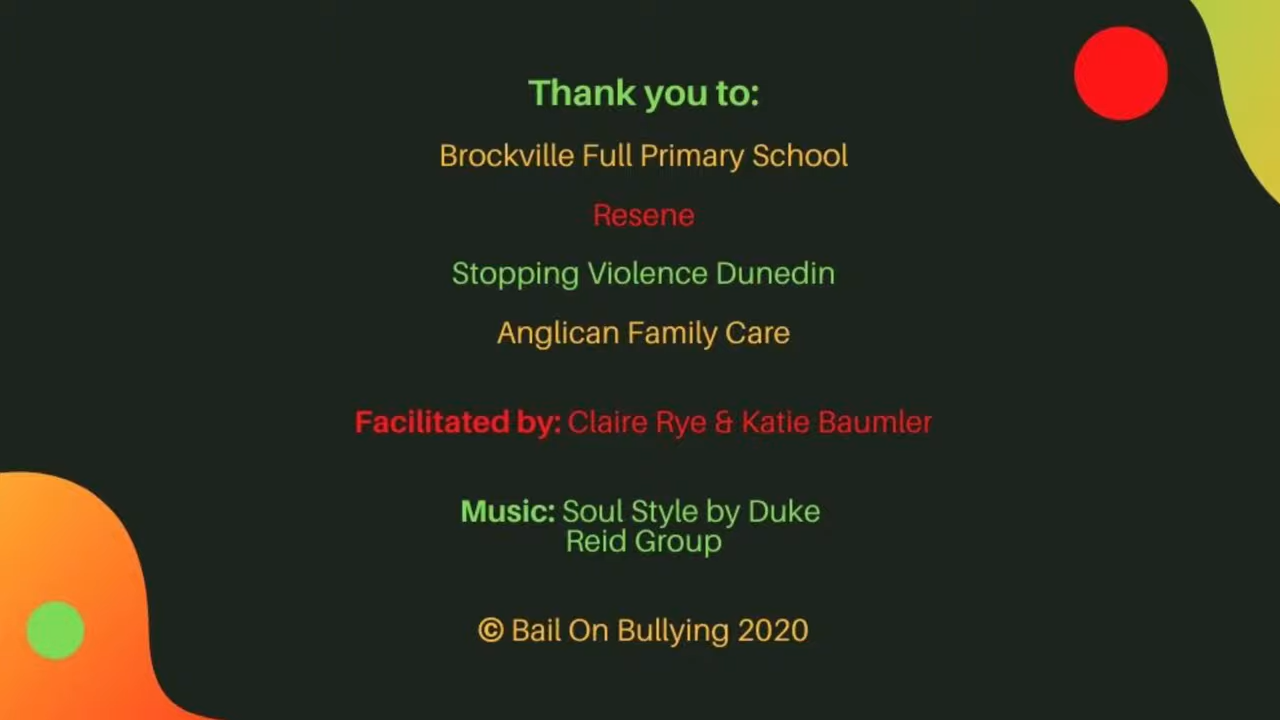 Thank you to:
Brockville Full Primary School
Resene
Stopping Violence Dunedin
Anglican Family Care
Facilitated by: Claire Rye & Katie Baumler
Music: Soul Style by Duke
Reid Group
© Bail On Bullying 2020